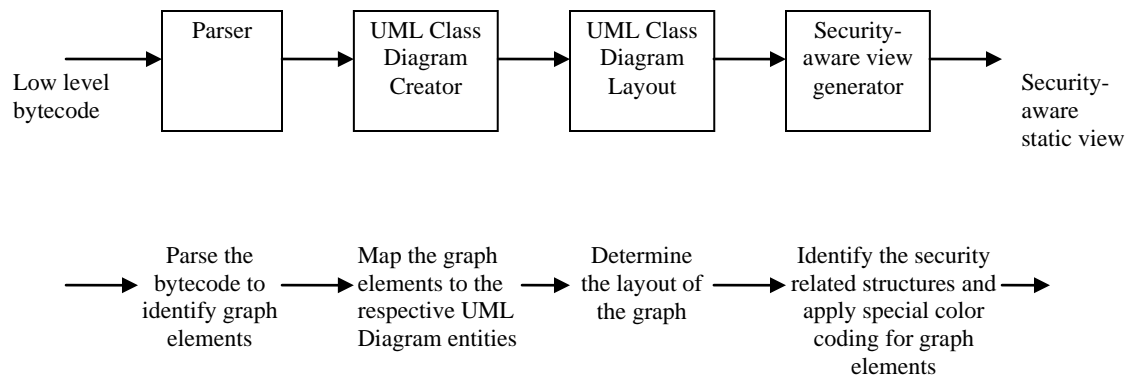 Low level
bytecode
Parser
UML Class
Diagram
Creator
UML Class
Diagram
Layout
Security-
aware view
generator
Security-
aware
static view
Parse the
bytecode to
identify graph
elements
Map the graph
elements to the
respective UML
Diagram entities
Determine
the layout of
the graph
Identify the security
related structures and
apply special color
coding for graph
elements